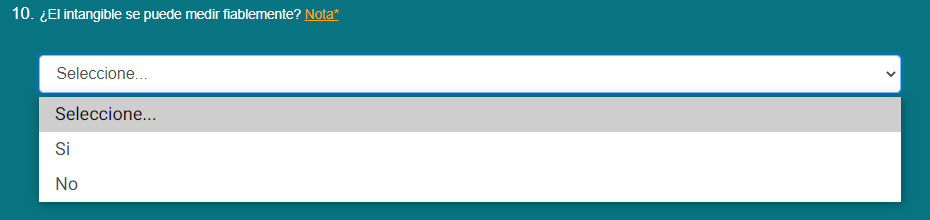 10. ¿El intangible se puede medir fiablemente? Nota*
Seleccione...
Seleccione...
Si
No